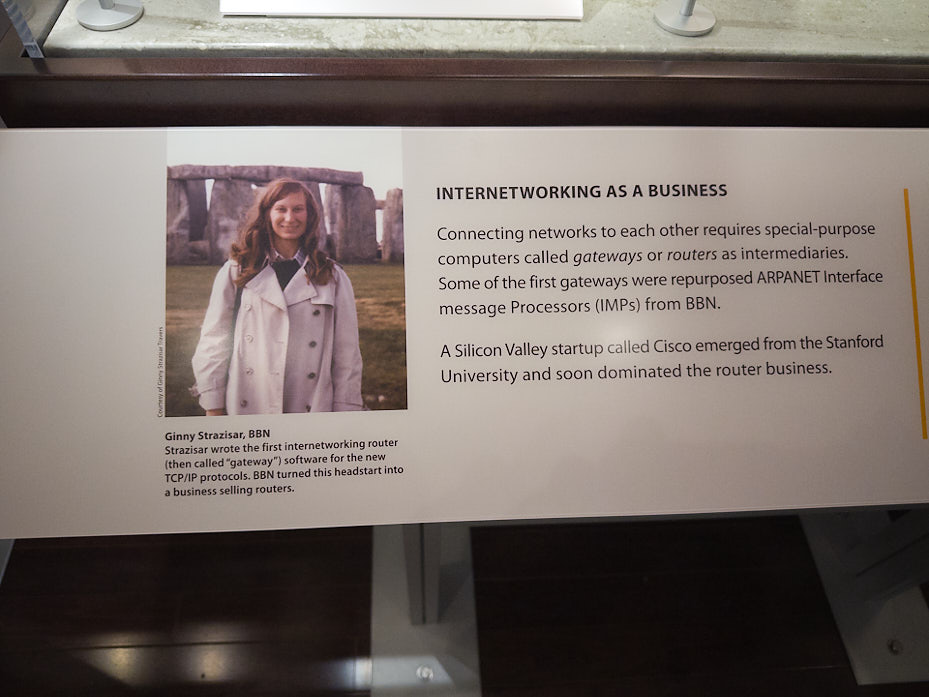 INTERNETWORKING AS A BUSINESS
Connecting networks to each other requires special-purpose
computers called gateways or routers as intermediaries.
Some of the first gateways were repurposed ARPANET Interface
message Processors (IMPs) from BBN.
A Silicon Valley startup called Cisco emerged from the Stanford
University and soon dominated the router business.
Courtesy of Ginny Strazisar Travers
Ginny Strazisar, BBN
Strazisar wrote the first internetworking router
(then called "gateway") software for the new
TCP/IP protocols. BBN turned this headstart into
a business selling routers.